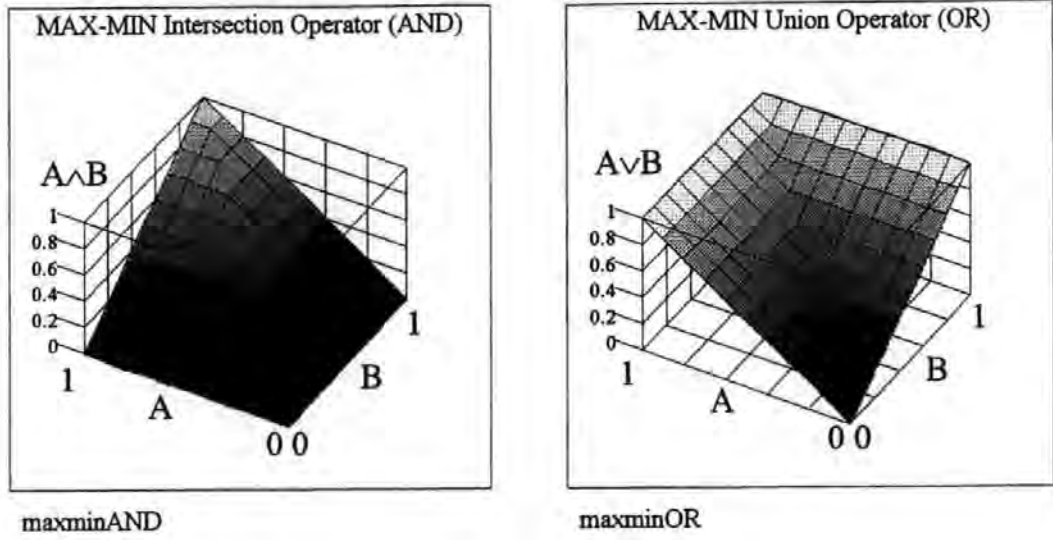 MAX-MIN Intersection Operator (AND)
A∧B
1
0.8
0.6
0.4
0.2
0
1
A
0 0
B
1
maxminAND
MAX-MIN Union Operator (OR)
A∨B
1
0.8
0.6
0.4
0.2
0
1
A
0 0
B
1
maxminOR